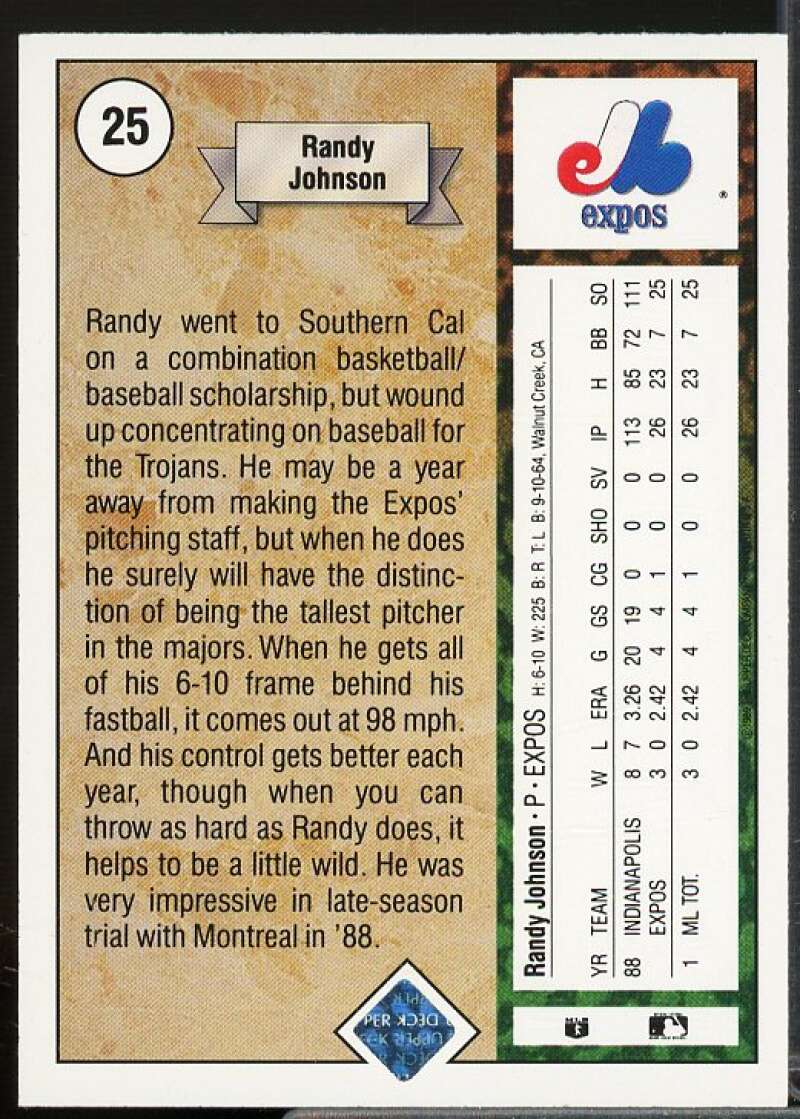 25
Randy
Johnson
expos
®
Randy went to Southern Cal
on a combination basketball/
baseball scholarship, but wound
up concentrating on baseball for
the Trojans. He may be a year
away from making the Expos'
pitching staff, but when he does
he surely will have the distinc-
tion of being the tallest pitcher
in the majors. When he gets all
of his 6-10 frame behind his
fastball, it comes out at 98 mph.
And his control gets better each
year, though when you can
throw as hard as Randy does, it
helps to be a little wild. He was
very impressive in late-season
trial with Montreal in '88.
Randy Johnson · P · EXPOS H: 6-10 W: 225 B: R T: L B: 9-10-64, Walnut Creek, CA
YR TEAM W L ERA G GS CG SHO SV IP H BB SO
88 INDIANAPOLIS 8 7 3.26 20 19 0 0 0 113 85 72 111
EXPOS 3 0 2.42 4 4 1 0 0 26 23 7 25
1 ML TOT. 3 0 2.42 4 4 1 0 0 26 23 7 25
PER DECK
UPPER